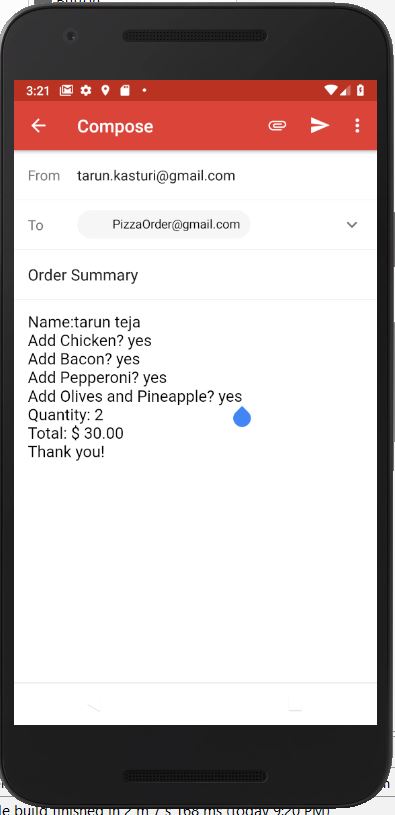 3:21
Compose
From tarun.kasturi@gmail.com
To PizzaOrder@gmail.com
Order Summary
Name:tarun teja
Add Chicken? yes
Add Bacon? yes
Add Pepperoni? yes
Add Olives and Pineapple? yes
Quantity: 2
Total: $ 30.00
Thank you!
le build finished in 2 m 7 s 168 ms (today 9:20 PM)